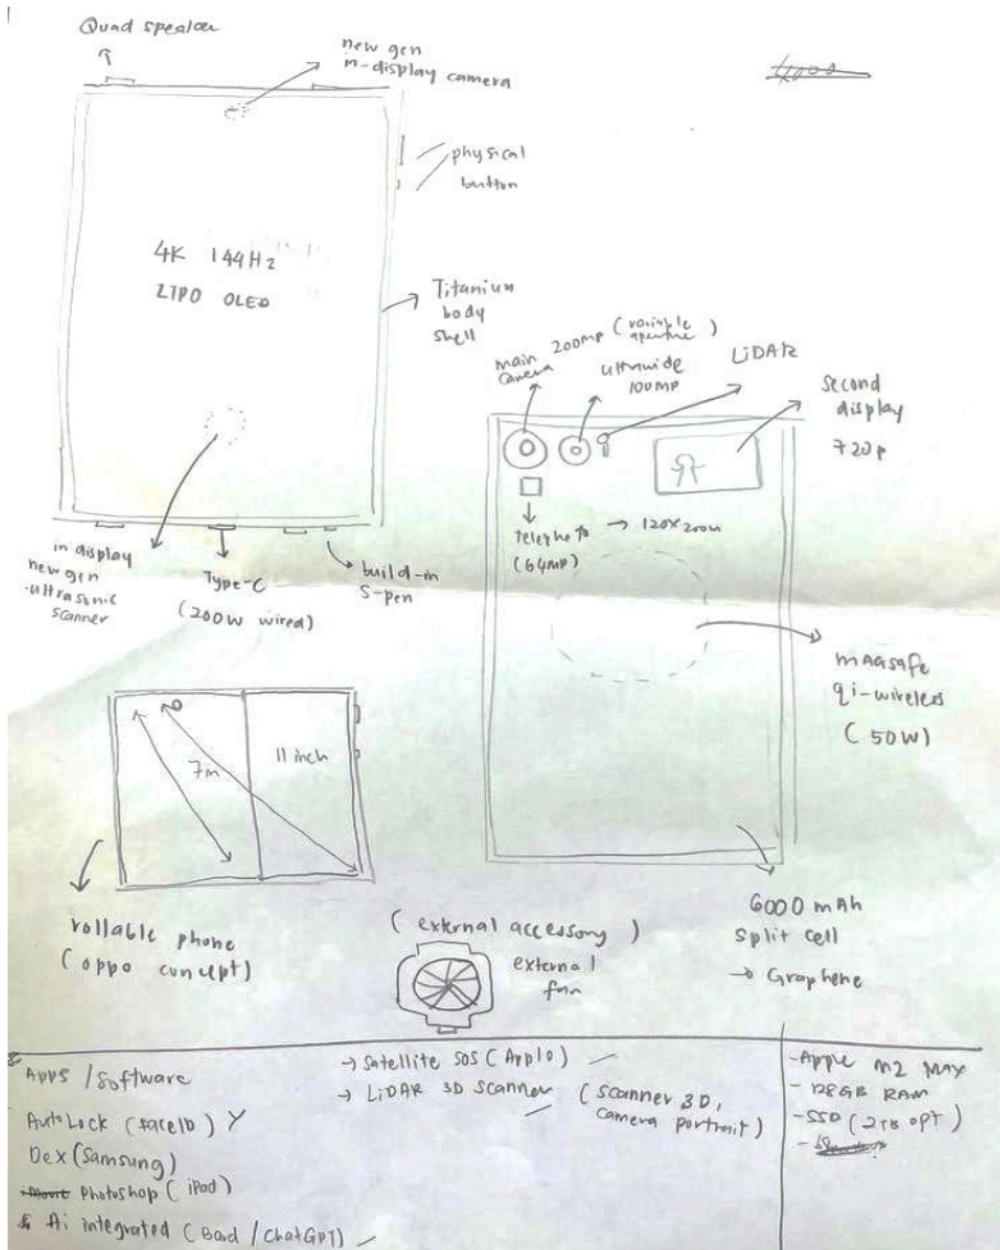 Quad speaker
new gen
in-display camera
physical
button
4K 144Hz
LTPO OLED
Titanium
body
shell
main
camera
200MP (variable
aperture)
ultrawide
100MP
LiDAR
second
display
720p
telephoto → 120x zoom
(64MP)
in display
new gen
ultrasonic
scanner
Type-C
(200W wired)
build-in
S-pen
magsafe
qi-wireless
(50W)
7in
11 inch
rollable phone
(oppo concept)
(external accessory)
external
fan
6000 mAh
split cell
→ Graphene
Apps / Software
AutoLock (faceID) Y
Dex (Samsung)
Photoshop (iPad)
Ai integrated (Bard / ChatGPT)
→ Satellite SOS (Apple)
→ LiDAR 3D scanner (scanner 3D,
camera portrait)
- Apple M2 Max
- 128GB RAM
- SSD (2TB opt)